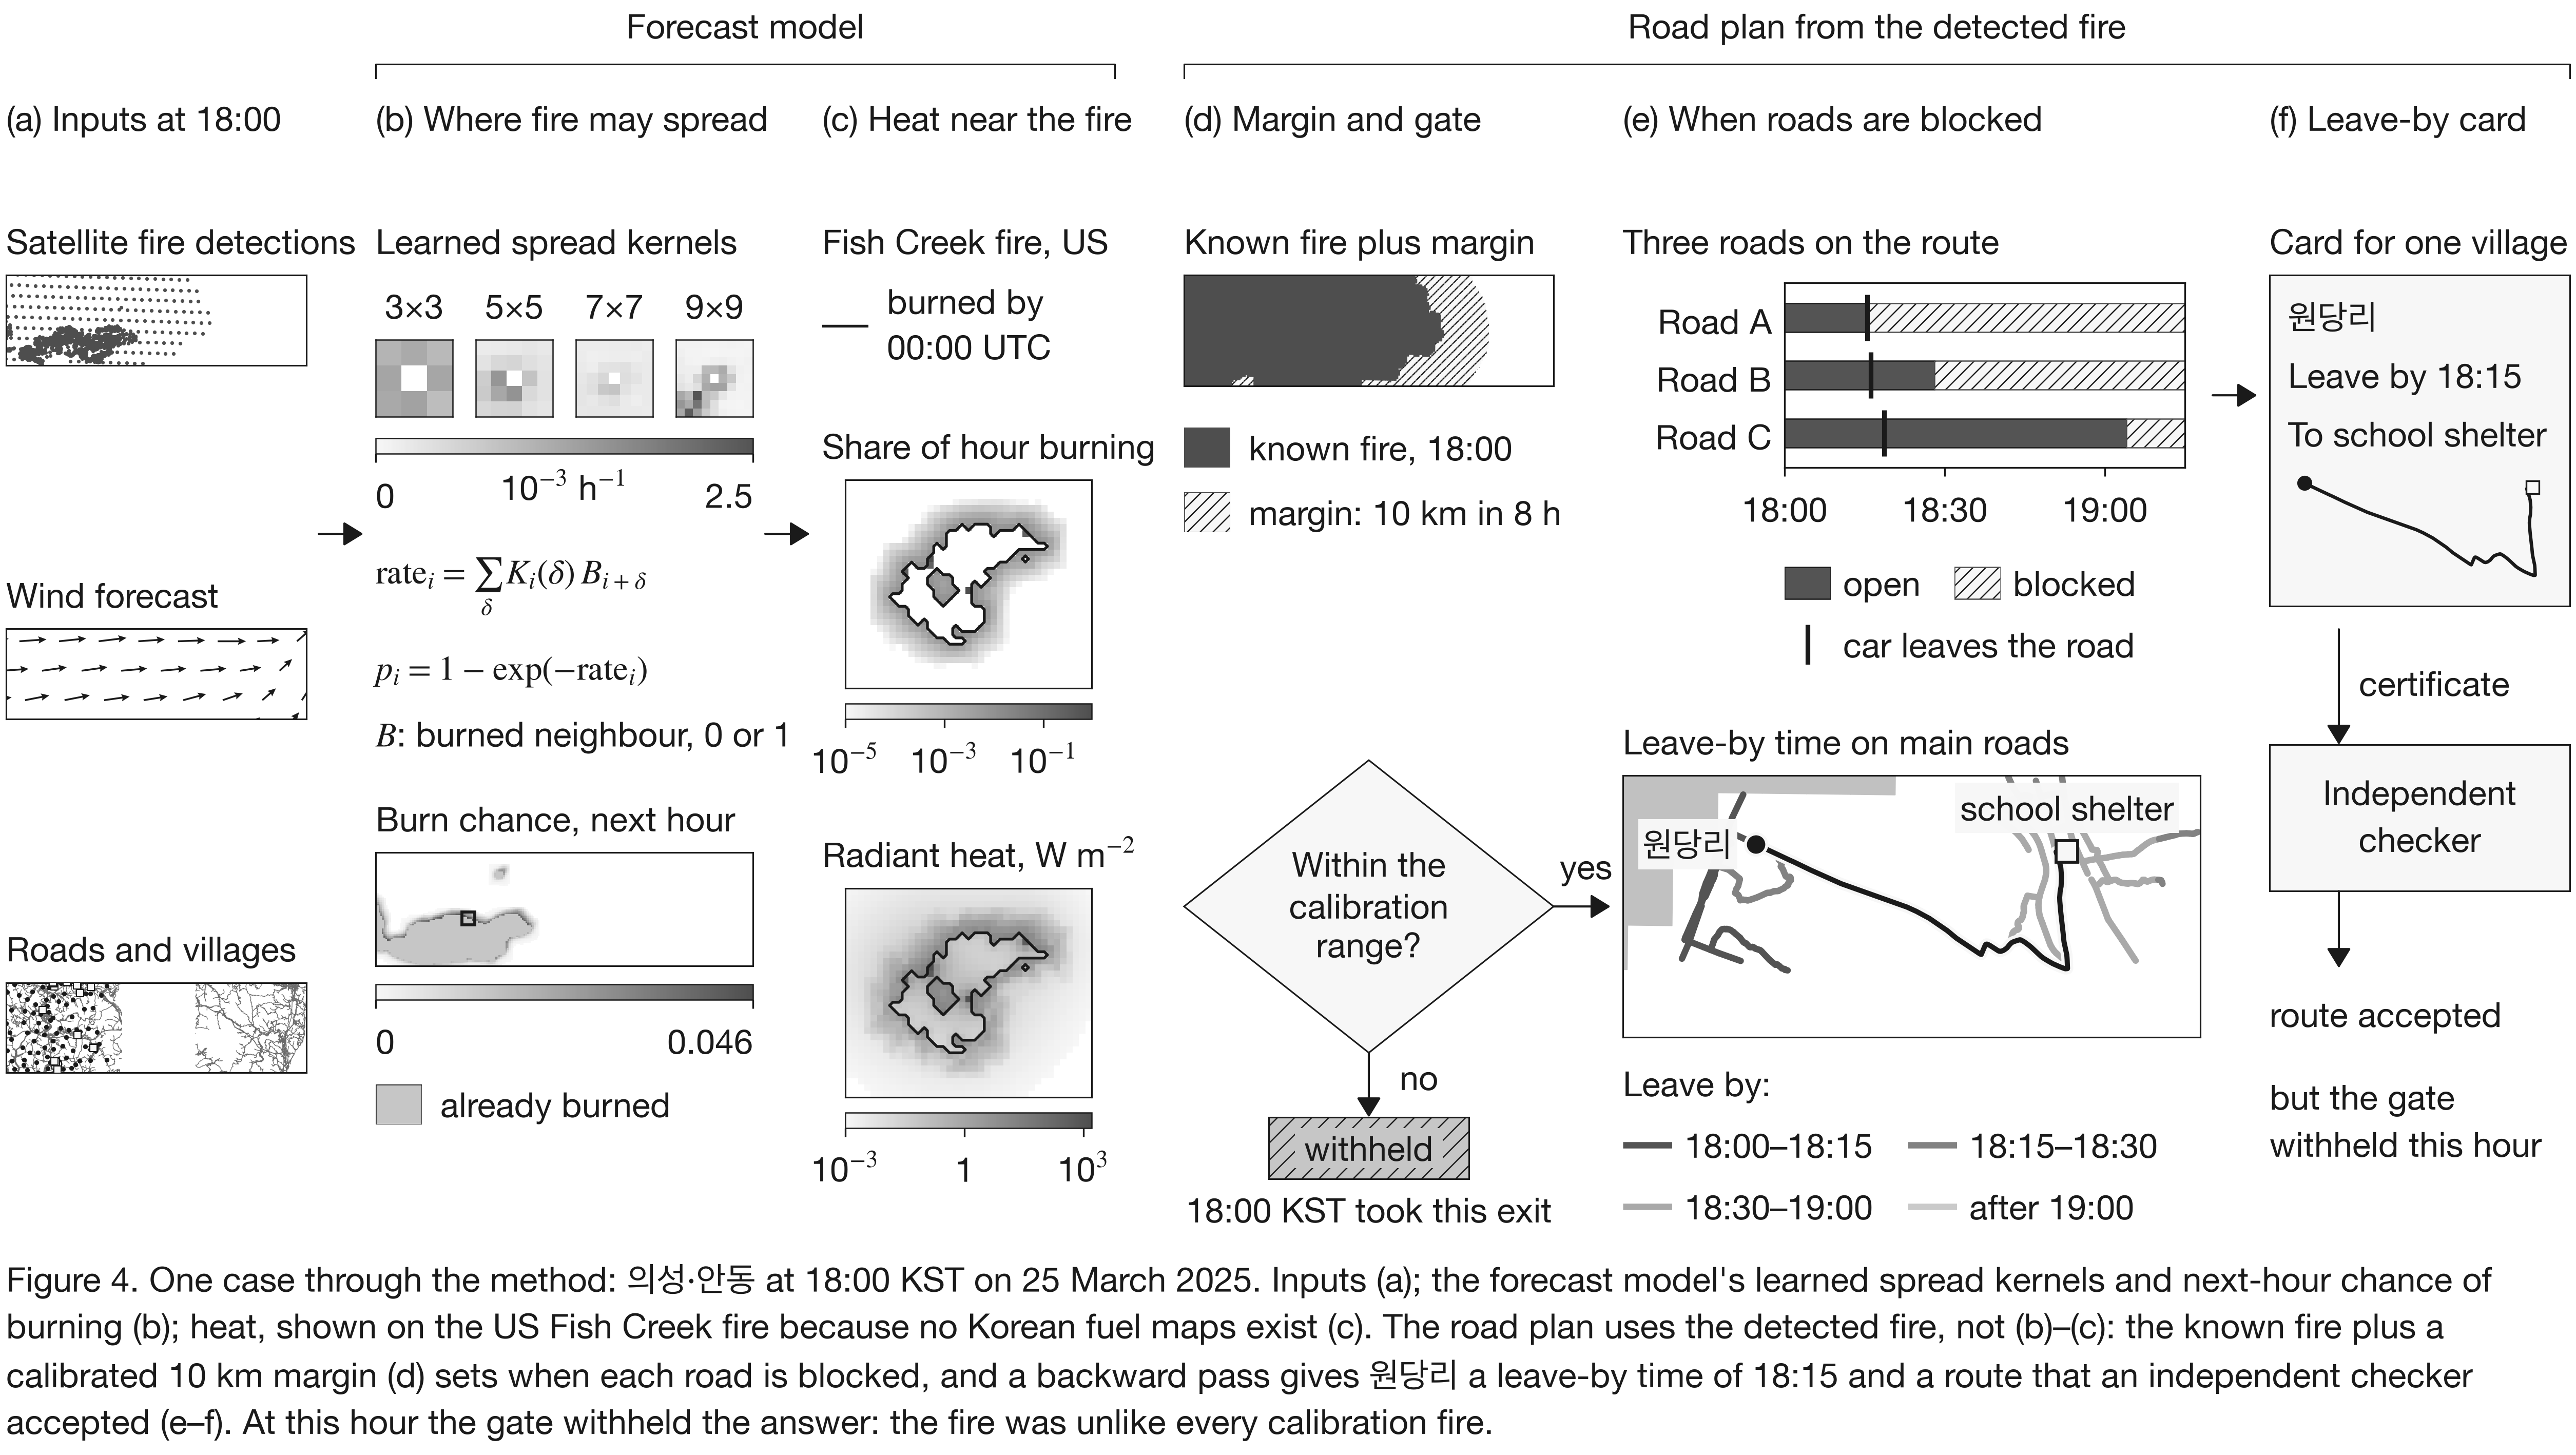 Forecast model
Road plan from the detected fire
(a) Inputs at 18:00
(b) Where fire may spread
(c) Heat near the fire
(d) Margin and gate
(e) When roads are blocked
(f) Leave-by card
Satellite fire detections
Wind forecast
Roads and villages
Learned spread kernels
3×3
5×5
7×7
9×9
0
10⁻³ h⁻¹
2.5
rateᵢ = ∑_δ Kᵢ(δ) Bᵢ₊δ
pᵢ = 1 − exp(−rateᵢ)
B: burned neighbour, 0 or 1
Burn chance, next hour
0
0.046
already burned
Fish Creek fire, US
burned by
00:00 UTC
Share of hour burning
10⁻⁵
10⁻³
10⁻¹
Radiant heat, W m⁻²
10⁻³
1
10³
Known fire plus margin
known fire, 18:00
margin: 10 km in 8 h
Within the
calibration
range?
yes
no
withheld
18:00 KST took this exit
Three roads on the route
Road A
Road B
Road C
18:00
18:30
19:00
open
blocked
car leaves the road
Leave-by time on main roads
school shelter
원당리
Leave by:
18:00–18:15
18:15–18:30
18:30–19:00
after 19:00
Card for one village
원당리
Leave by 18:15
To school shelter
certificate
Independent
checker
route accepted
but the gate
withheld this hour
Figure 4. One case through the method: 의성·안동 at 18:00 KST on 25 March 2025. Inputs (a); the forecast model's learned spread kernels and next-hour chance of
burning (b); heat, shown on the US Fish Creek fire because no Korean fuel maps exist (c). The road plan uses the detected fire, not (b)–(c): the known fire plus a
calibrated 10 km margin (d) sets when each road is blocked, and a backward pass gives 원당리 a leave-by time of 18:15 and a route that an independent checker
accepted (e–f). At this hour the gate withheld the answer: the fire was unlike every calibration fire.